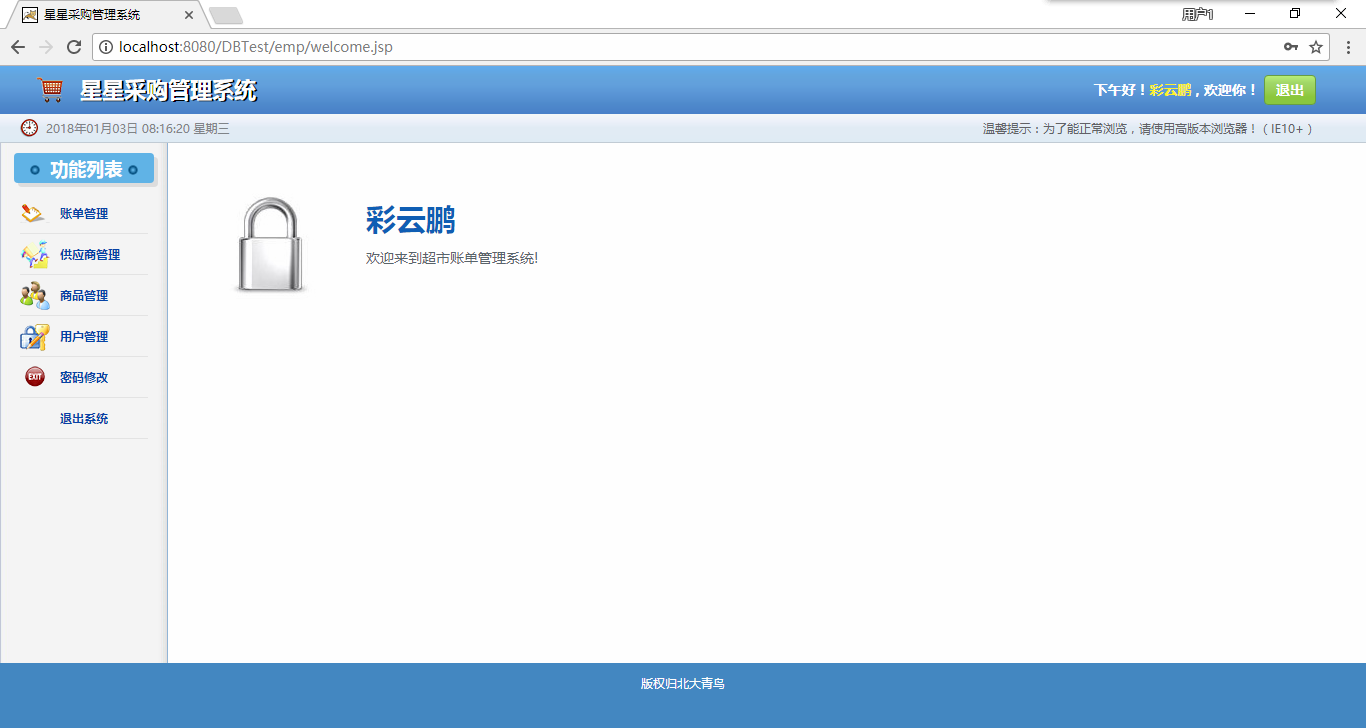 星星采购管理系统
用户1
localhost:8080/DBTest/emp/welcome.jsp
星星采购管理系统
下午好！彩云鹏，欢迎你！
退出
2018年01月03日 08:16:20 星期三
温馨提示：为了能正常浏览，请使用高版本浏览器！（IE10+）
功能列表
账单管理
供应商管理
商品管理
用户管理
EXIT
密码修改
退出系统
彩云鹏
欢迎来到超市账单管理系统!
版权归北大青鸟